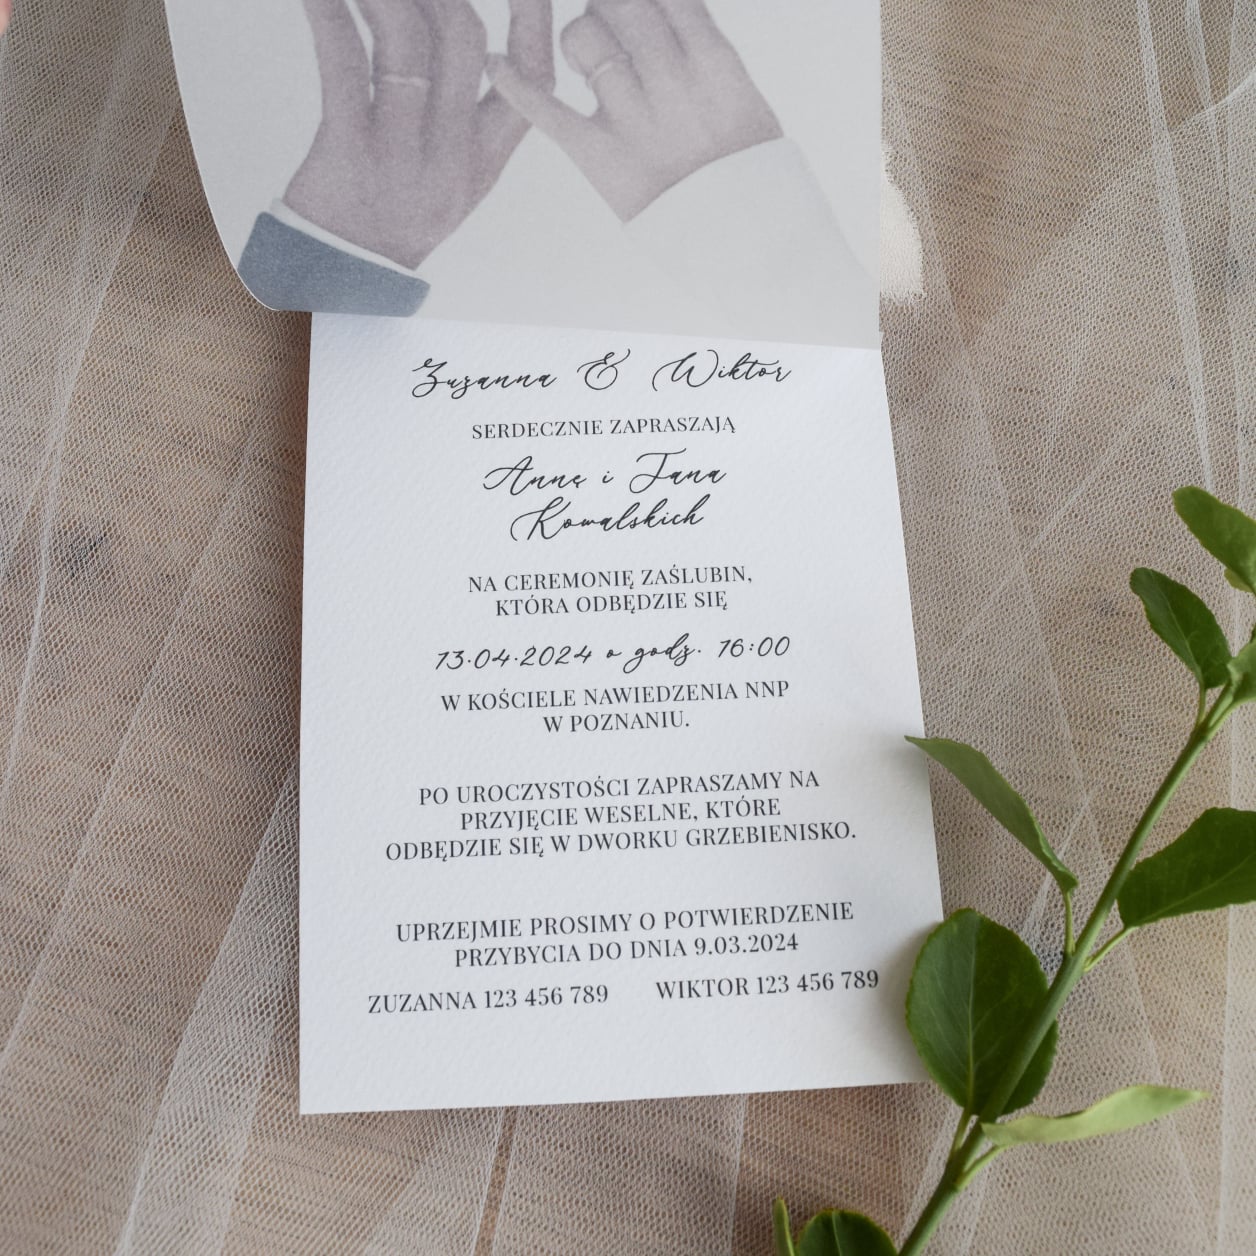 Zuzanna & Wiktor
SERDECZNIE ZAPRASZAJĄ
Annę i Jana
Kowalskich
NA CEREMONIĘ ZAŚLUBIN,
KTÓRA ODBĘDZIE SIĘ
13.04.2024 o godz. 16:00
W KOŚCIELE NAWIEDZENIA NNP
W POZNANIU.
PO UROCZYSTOŚCI ZAPRASZAMY NA
PRZYJĘCIE WESELNE, KTÓRE
ODBĘDZIE SIĘ W DWORKU GRZEBIENISKO.
UPRZEJMIE PROSIMY O POTWIERDZENIE
PRZYBYCIA DO DNIA 9.03.2024
ZUZANNA 123 456 789 WIKTOR 123 456 789